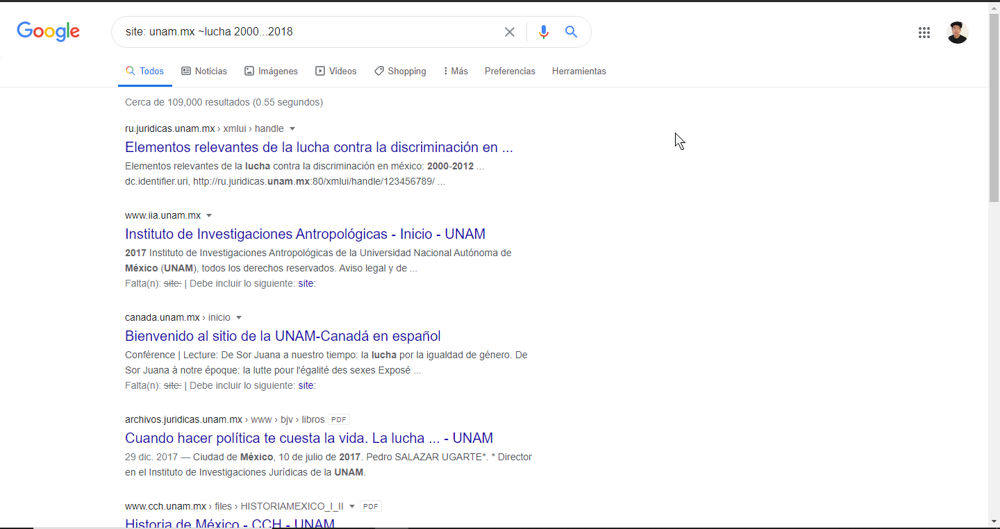 Google
site: unam.mx ~lucha 2000...2018
Todos Noticias Imágenes Videos Shopping Más Preferencias Herramientas
Cerca de 109,000 resultados (0.55 segundos)
ru.juridicas.unam.mx › xmlui › handle
Elementos relevantes de la lucha contra la discriminación en ...
Elementos relevantes de la lucha contra la discriminación en méxico: 2000-2012 ...
dc.identifier.uri, http://ru.juridicas.unam.mx:80/xmlui/handle/123456789/ ...
www.iia.unam.mx
Instituto de Investigaciones Antropológicas - Inicio - UNAM
2017 Instituto de Investigaciones Antropológicas de la Universidad Nacional Autónoma de
México (UNAM), todos los derechos reservados. Aviso legal y de ...
Falta(n): site: | Debe incluir lo siguiente: site:
canada.unam.mx › inicio
Bienvenido al sitio de la UNAM-Canadá en español
Conférence | Lecture: De Sor Juana a nuestro tiempo: la lucha por la igualdad de género. De
Sor Juana à notre époque: la lutte pour l'égalité des sexes Exposé ...
Falta(n): site: | Debe incluir lo siguiente: site:
archivos.juridicas.unam.mx › www › bjv › libros PDF
Cuando hacer política te cuesta la vida. La lucha ... - UNAM
29 dic. 2017 — Ciudad de México, 10 de julio de 2017. Pedro SALAZAR UGARTE*. * Director
en el Instituto de Investigaciones Jurídicas de la UNAM.
www.cch.unam.mx › files › HISTORIAMEXICO_I_II PDF
Historia de México - CCH - UNAM